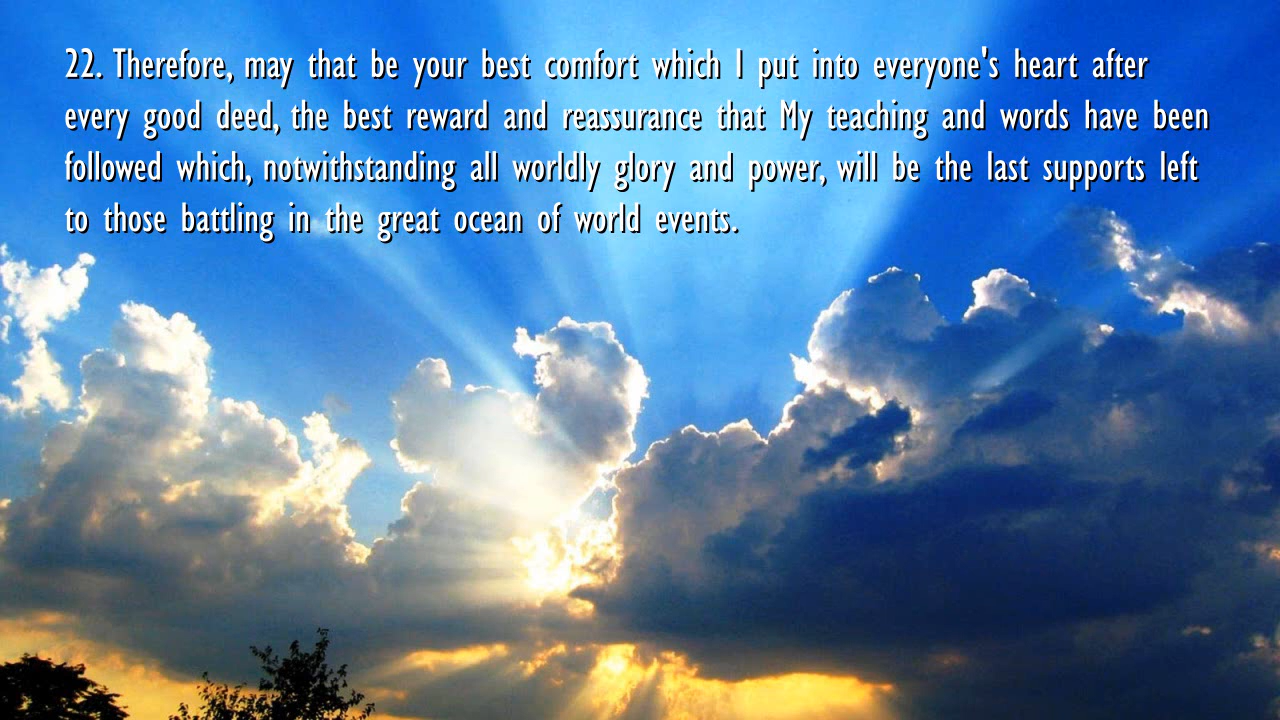 22. Therefore, may that be your best comfort which I put into everyone's heart after
every good deed, the best reward and reassurance that My teaching and words have been
followed which, notwithstanding all worldly glory and power, will be the last supports left
to those battling in the great ocean of world events.